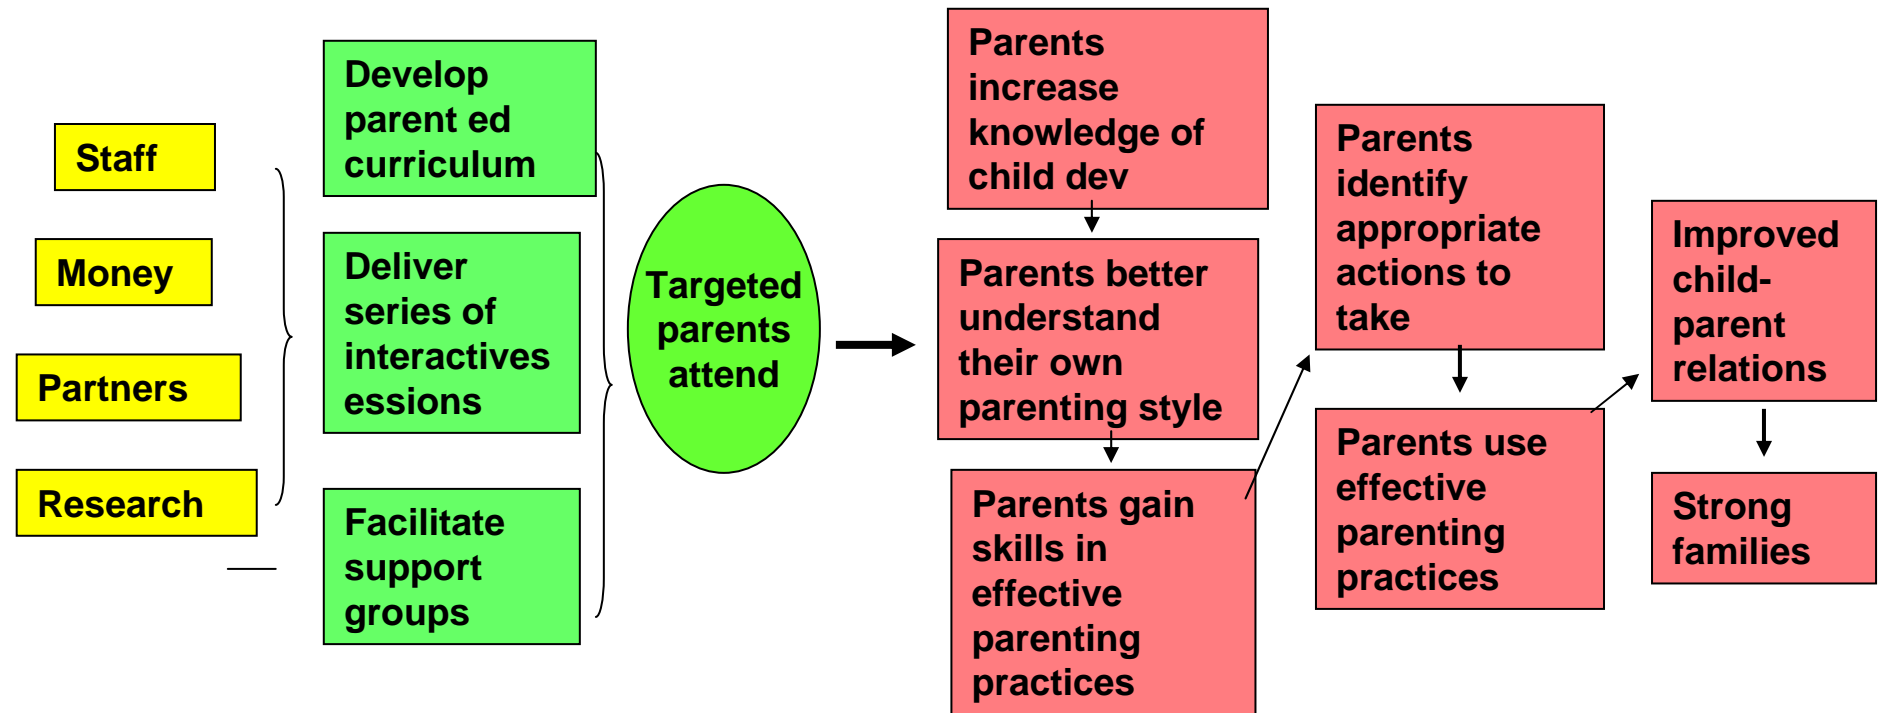 Staff
Money
Partners
Research
Develop
parent ed
curriculum
Deliver
series of
interactives
essions
Facilitate
support
groups
Targeted
parents
attend
Parents
increase
knowledge of
child dev
Parents better
understand
their own
parenting style
Parents gain
skills in
effective
parenting
practices
Parents
identify
appropriate
actions to
take
Parents use
effective
parenting
practices
Improved
child-
parent
relations
Strong
families